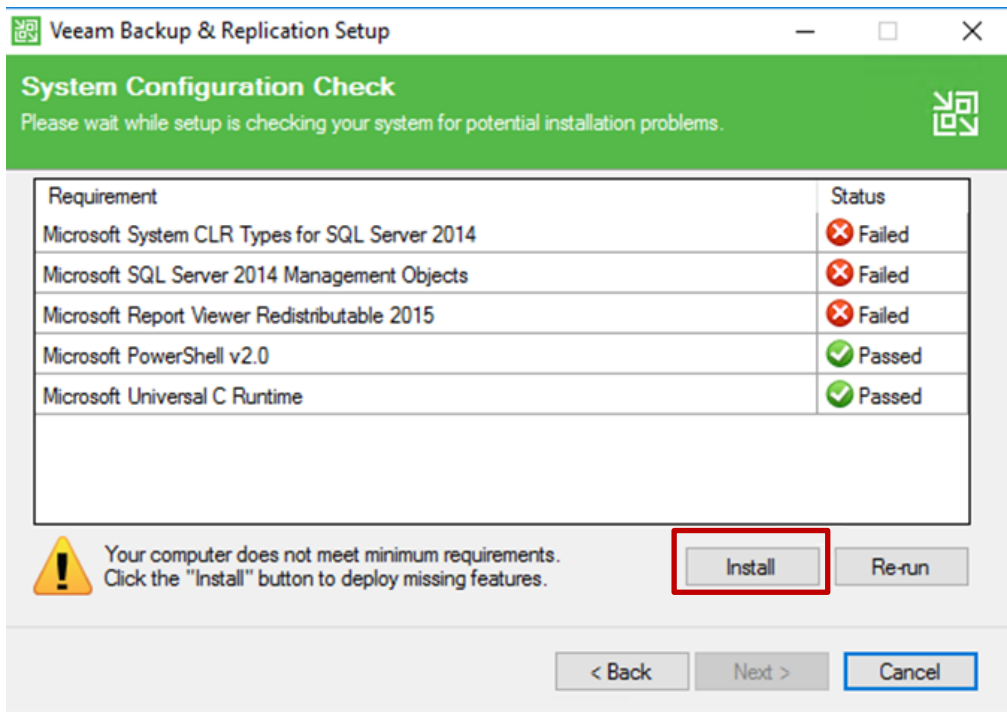 Veeam Backup & Replication Setup
System Configuration Check
Please wait while setup is checking your system for potential installation problems.
Requirement Status
Microsoft System CLR Types for SQL Server 2014 Failed
Microsoft SQL Server 2014 Management Objects Failed
Microsoft Report Viewer Redistributable 2015 Failed
Microsoft PowerShell v2.0 Passed
Microsoft Universal C Runtime Passed
Your computer does not meet minimum requirements.
Click the "Install" button to deploy missing features.
Install Re-run
< Back Next > Cancel